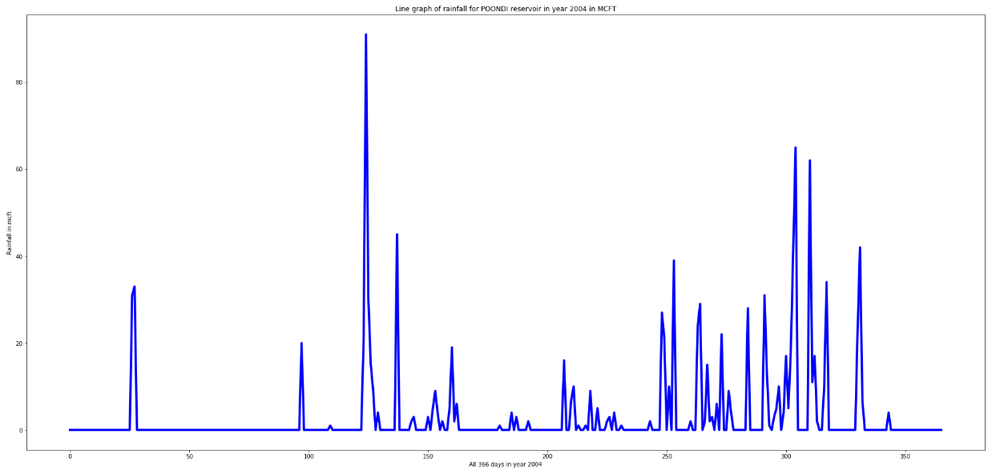 Line graph of rainfall for POONDI reservoir in year 2004 in MCFT
Rainfall in mcft
80
60
40
20
0
0 50 100 150 200 250 300 350
All 366 days in year 2004